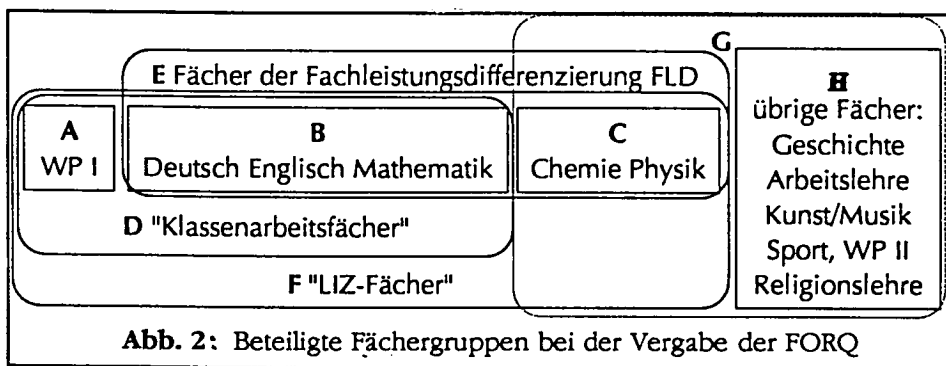 G
E Fächer der Fachleistungsdifferenzierung FLD
A
WP I
B
Deutsch Englisch Mathematik
C
Chemie Physik
H
übrige Fächer:
Geschichte
Arbeitslehre
Kunst/Musik
Sport, WP II
Religionslehre
D "Klassenarbeitsfächer"
F "LIZ-Fächer"
Abb. 2: Beteiligte Fächergruppen bei der Vergabe der FORQ